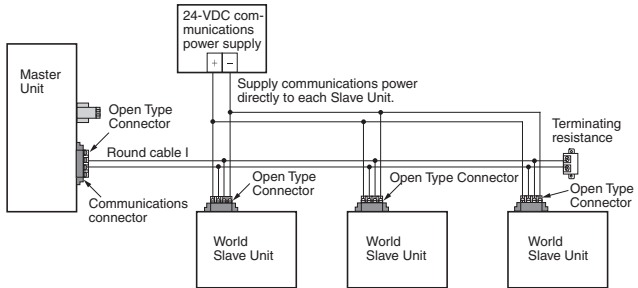 24-VDC com-
munications
power supply
+ −
Master
Unit
Supply communications power
directly to each Slave Unit.
Open Type
Connector
Terminating
resistance
Round cable I
Communications
connector
Open Type
Connector
Open Type Connector
Open Type
Connector
World
Slave Unit
World
Slave Unit
World
Slave Unit